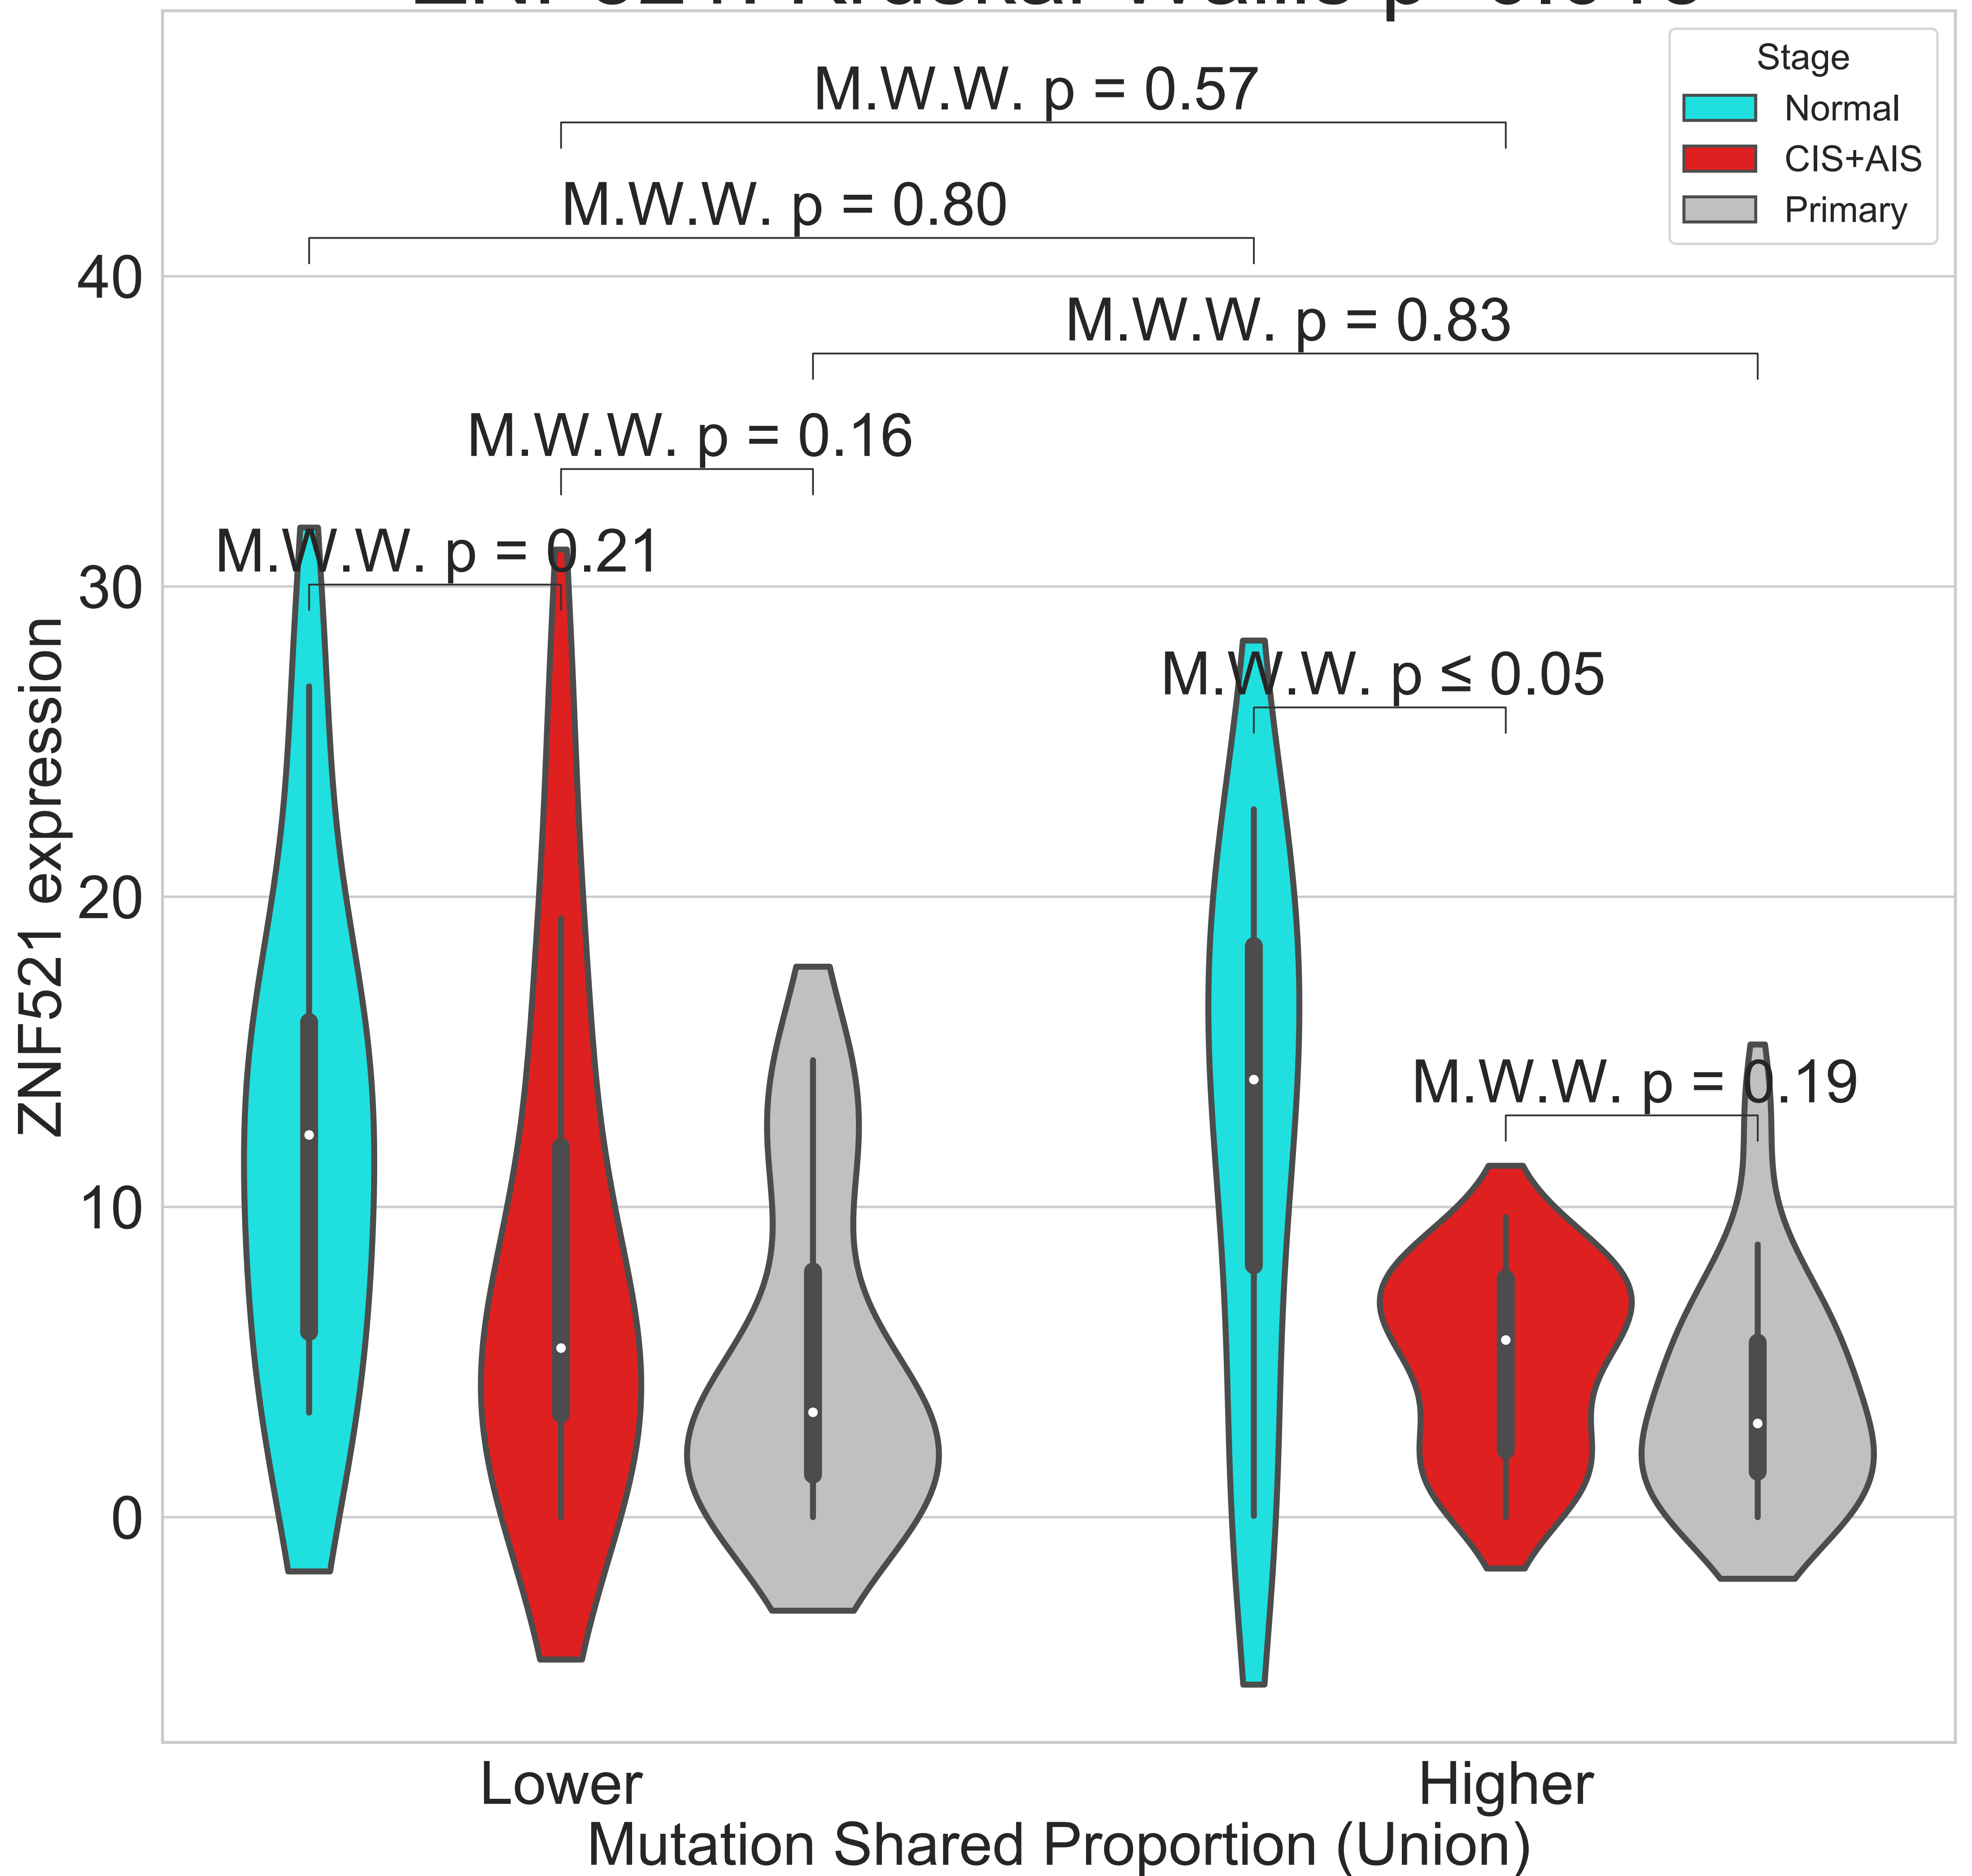 Stage
Normal
CIS+AIS
Primary
M.W.W. p = 0.57
M.W.W. p = 0.80
M.W.W. p = 0.83
M.W.W. p = 0.16
M.W.W. p = 0.21
M.W.W. p ≤ 0.05
M.W.W. p = 0.19
ZNF521 expression
40
30
20
10
0
Lower
Higher
Mutation Shared Proportion (Union)